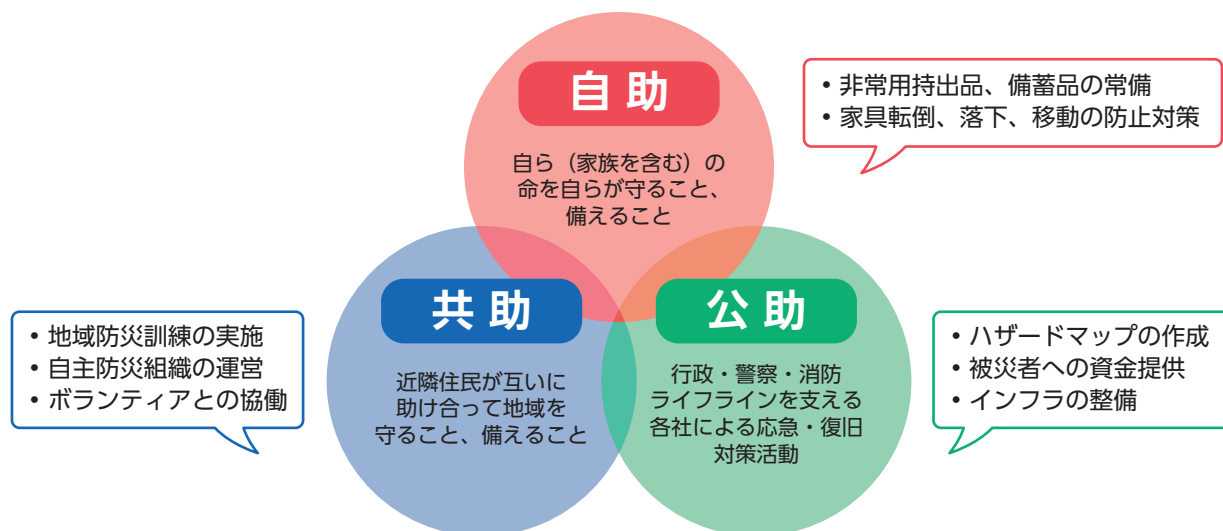 自助
自ら（家族を含む）の
命を自らが守ること、
備えること
• 非常用持出品、備蓄品の常備
• 家具転倒、落下、移動の防止対策
共助
近隣住民が互いに
助け合って地域を
守ること、備えること
• 地域防災訓練の実施
• 自主防災組織の運営
• ボランティアとの協働
公助
行政・警察・消防
ライフラインを支える
各社による応急・復旧
対策活動
• ハザードマップの作成
• 被災者への資金提供
• インフラの整備